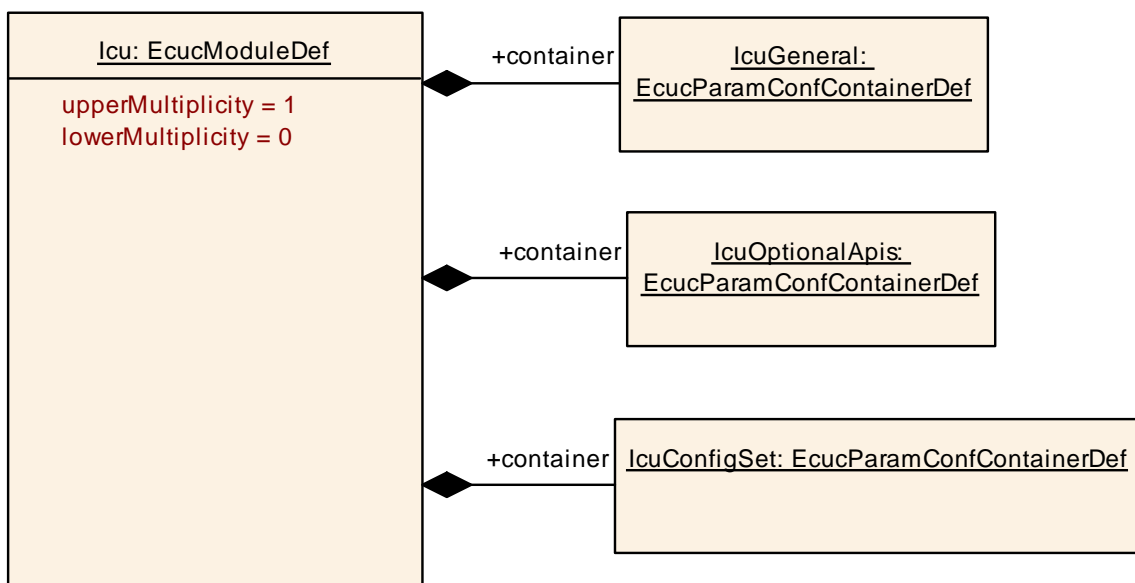 Icu: EcucModuleDef
upperMultiplicity = 1
lowerMultiplicity = 0
+container
IcuGeneral:
EcucParamConfContainerDef
+container
IcuOptionalApis:
EcucParamConfContainerDef
+container
IcuConfigSet: EcucParamConfContainerDef